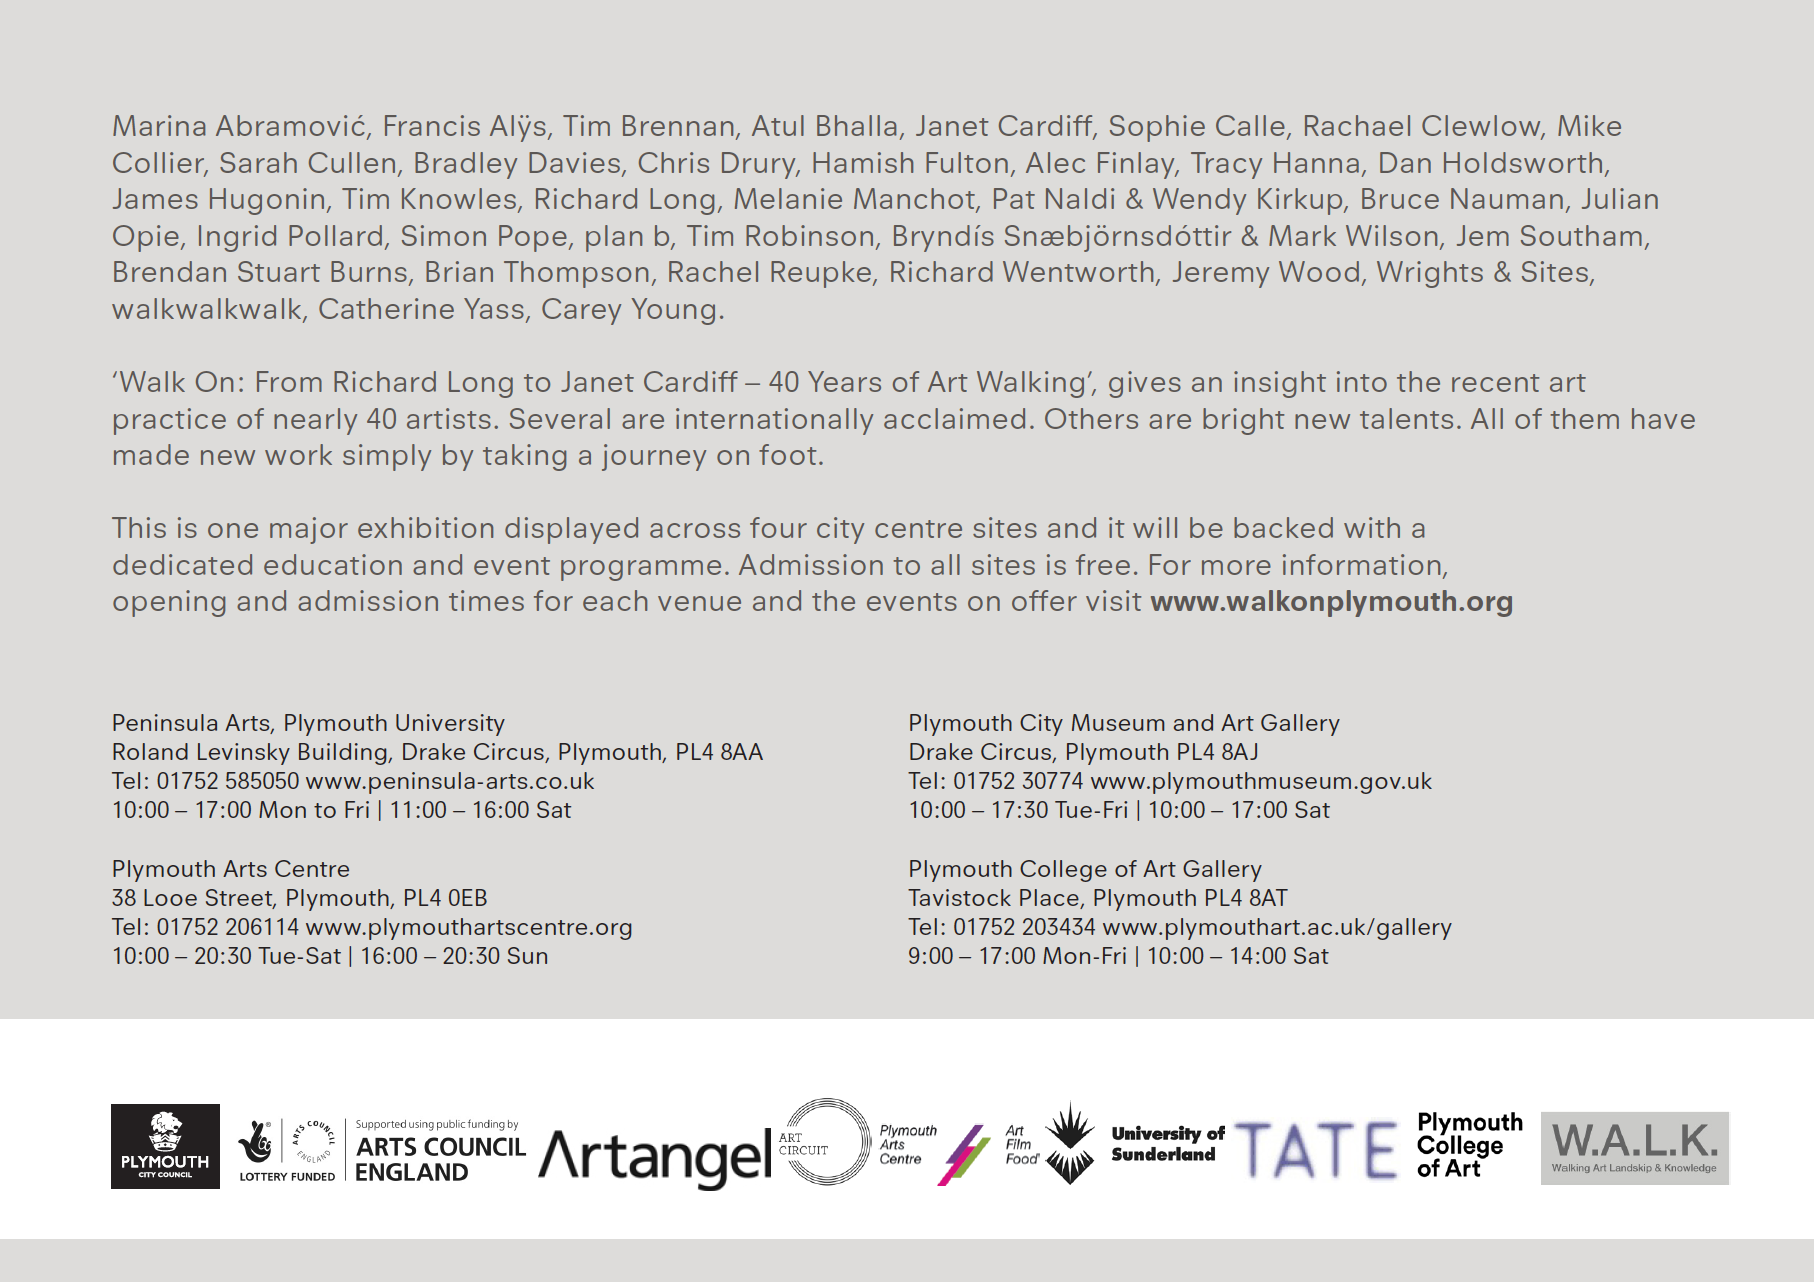 Marina Abramović, Francis Alÿs, Tim Brennan, Atul Bhalla, Janet Cardiff, Sophie Calle, Rachael Clewlow, Mike
Collier, Sarah Cullen, Bradley Davies, Chris Drury, Hamish Fulton, Alec Finlay, Tracy Hanna, Dan Holdsworth,
James Hugonin, Tim Knowles, Richard Long, Melanie Manchot, Pat Naldi & Wendy Kirkup, Bruce Nauman, Julian
Opie, Ingrid Pollard, Simon Pope, plan b, Tim Robinson, Bryndís Snæbjörnsdóttir & Mark Wilson, Jem Southam,
Brendan Stuart Burns, Brian Thompson, Rachel Reupke, Richard Wentworth, Jeremy Wood, Wrights & Sites,
walkwalkwalk, Catherine Yass, Carey Young.
‘Walk On: From Richard Long to Janet Cardiff – 40 Years of Art Walking’, gives an insight into the recent art
practice of nearly 40 artists. Several are internationally acclaimed. Others are bright new talents. All of them have
made new work simply by taking a journey on foot.
This is one major exhibition displayed across four city centre sites and it will be backed with a
dedicated education and event programme. Admission to all sites is free. For more information,
opening and admission times for each venue and the events on offer visit www.walkonplymouth.org
Peninsula Arts, Plymouth University
Roland Levinsky Building, Drake Circus, Plymouth, PL4 8AA
Tel: 01752 585050 www.peninsula-arts.co.uk
10:00 – 17:00 Mon to Fri | 11:00 – 16:00 Sat
Plymouth Arts Centre
38 Looe Street, Plymouth, PL4 0EB
Tel: 01752 206114 www.plymouthartscentre.org
10:00 – 20:30 Tue-Sat | 16:00 – 20:30 Sun
Plymouth City Museum and Art Gallery
Drake Circus, Plymouth PL4 8AJ
Tel: 01752 30774 www.plymouthmuseum.gov.uk
10:00 – 17:30 Tue-Fri | 10:00 – 17:00 Sat
Plymouth College of Art Gallery
Tavistock Place, Plymouth PL4 8AT
Tel: 01752 203434 www.plymouthart.ac.uk/gallery
9:00 – 17:00 Mon-Fri | 10:00 – 14:00 Sat
PLYMOUTH
CITY COUNCIL
LOTTERY FUNDED
ARTS COUNCIL
ENGLAND
Supported using public funding by
ARTS COUNCIL
ENGLAND
Artangel
ART
CIRCUIT
Plymouth
Arts
Centre
Art
Film
Food
University of
Sunderland
TATE
Plymouth
College
of Art
W.A.L.K.
Walking Art Landskip & Knowledge